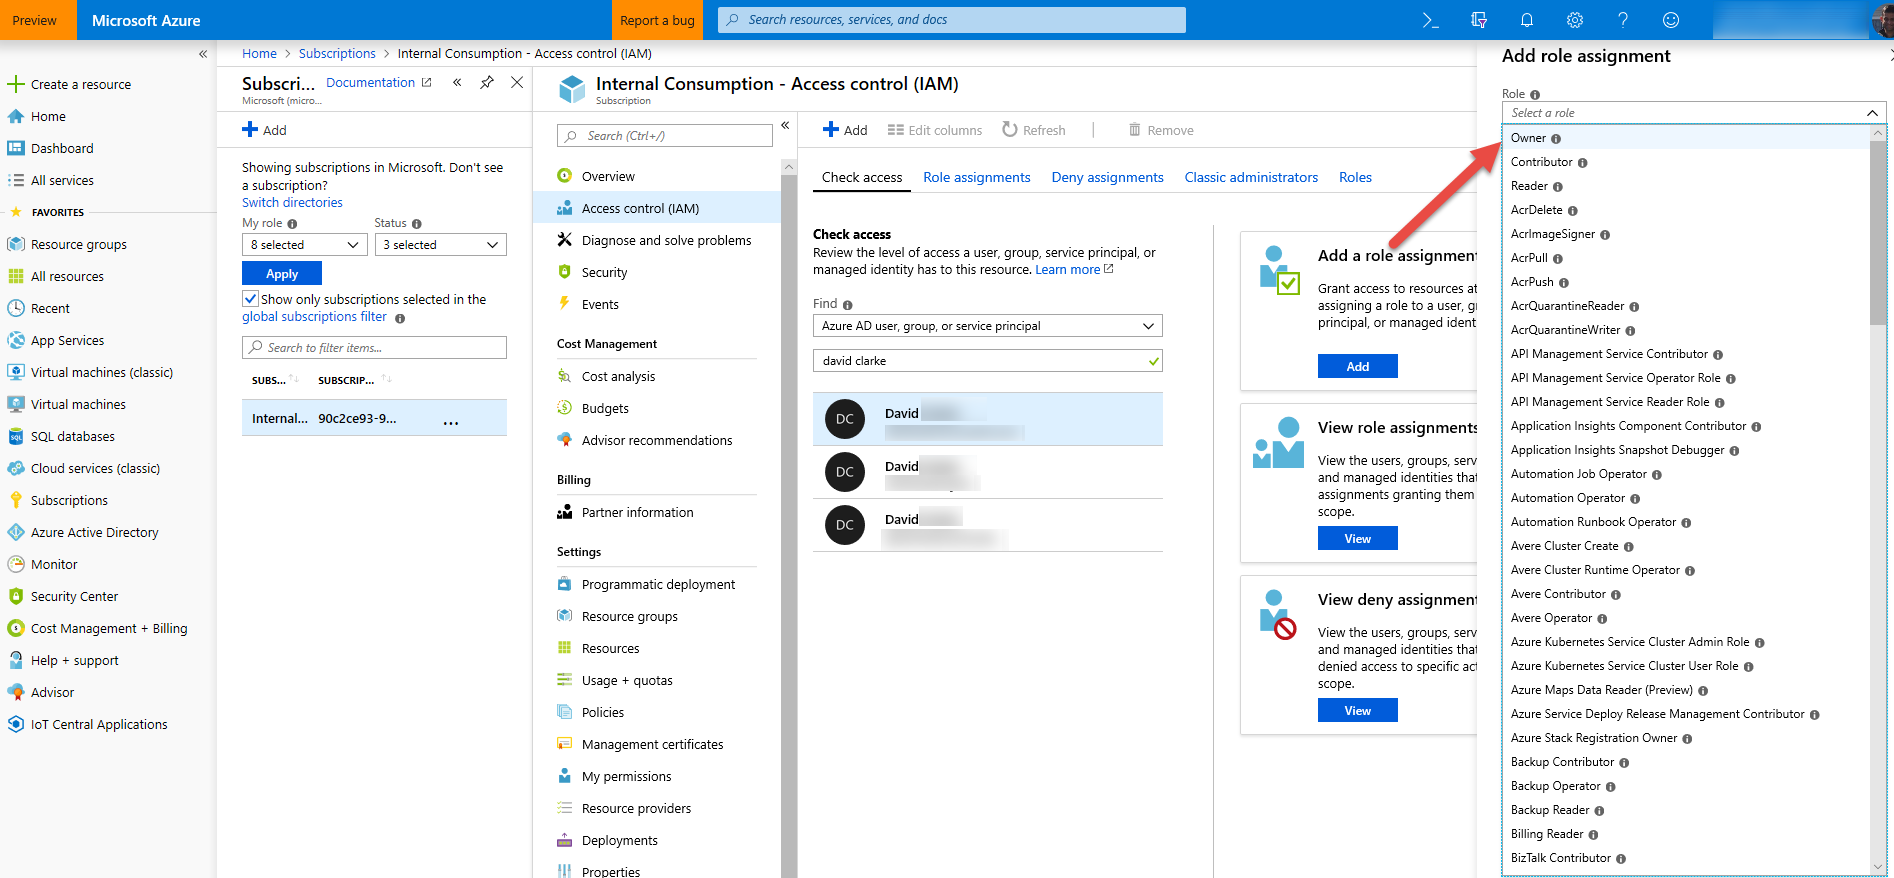 Preview
Microsoft Azure
Report a bug
Search resources, services, and docs
Create a resource
Home
Dashboard
All services
FAVORITES
Resource groups
All resources
Recent
App Services
Virtual machines (classic)
Virtual machines
SQL databases
Cloud services (classic)
Subscriptions
Azure Active Directory
Monitor
Security Center
Cost Management + Billing
Help + support
Advisor
IoT Central Applications
Home > Subscriptions > Internal Consumption - Access control (IAM)
Subscri... Documentation
Microsoft (micro...
Add
Showing subscriptions in Microsoft. Don't see
a subscription?
Switch directories
My role Status
8 selected 3 selected
Apply
Show only subscriptions selected in the
global subscriptions filter
Search to filter items...
SUBS... SUBSCRIP...
Internal... 90c2ce93-9... ...
Internal Consumption - Access control (IAM)
Subscription
Search (Ctrl+/)
Overview
Access control (IAM)
Diagnose and solve problems
Security
Events
Cost Management
Cost analysis
Budgets
Advisor recommendations
Billing
Partner information
Settings
Programmatic deployment
Resource groups
Resources
Usage + quotas
Policies
Management certificates
My permissions
Resource providers
Deployments
Properties
Add Edit columns Refresh Remove
Check access Role assignments Deny assignments Classic administrators Roles
Check access
Review the level of access a user, group, service principal, or
managed identity has to this resource. Learn more
Find
Azure AD user, group, or service principal
david clarke
DC David
DC David
DC David
Add a role assignment
Grant access to resources at
assigning a role to a user, g
principal, or managed ident
Add
View role assignments
View the users, groups, serv
and managed identities that
assignments granting them
scope.
View
View deny assignment
View the users, groups, serv
and managed identities that
denied access to specific ac
scope.
View
Add role assignment
Role
Select a role
Owner
Contributor
Reader
AcrDelete
AcrImageSigner
AcrPull
AcrPush
AcrQuarantineReader
AcrQuarantineWriter
API Management Service Contributor
API Management Service Operator Role
API Management Service Reader Role
Application Insights Component Contributor
Application Insights Snapshot Debugger
Automation Job Operator
Automation Operator
Automation Runbook Operator
Avere Cluster Create
Avere Cluster Runtime Operator
Avere Contributor
Avere Operator
Azure Kubernetes Service Cluster Admin Role
Azure Kubernetes Service Cluster User Role
Azure Maps Data Reader (Preview)
Azure Service Deploy Release Management Contributor
Azure Stack Registration Owner
Backup Contributor
Backup Operator
Backup Reader
Billing Reader
BizTalk Contributor